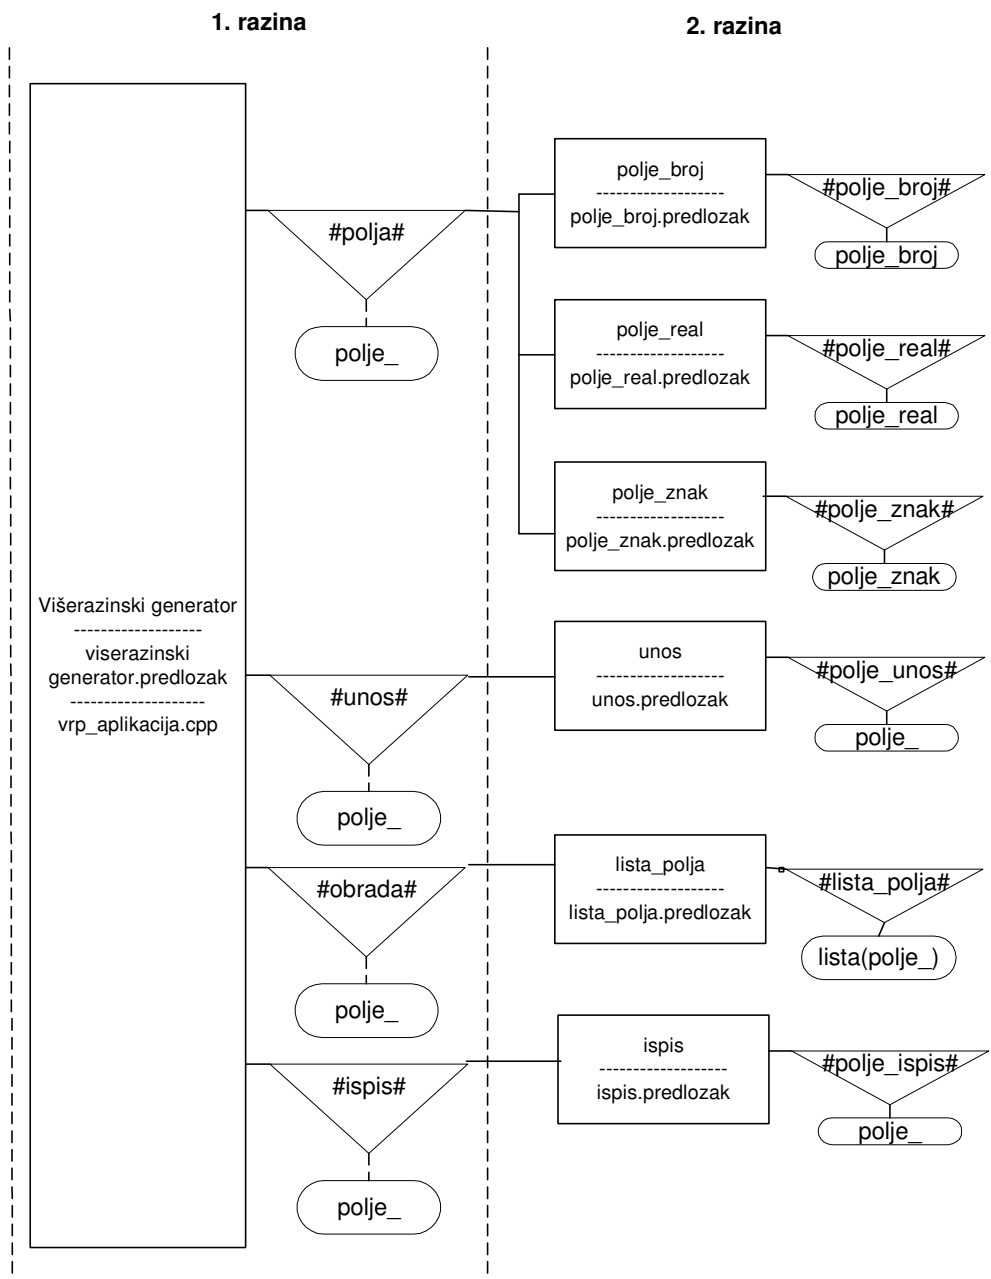 1. razina
2. razina
Višerazinski generator
-------------------
viserazinski
generator.predlozak
--------------------
vrp_aplikacija.cpp
#polja#
polje_
polje_broj
-------------------
polje_broj.predlozak
#polje_broj#
polje_broj
polje_real
-------------------
polje_real.predlozak
#polje_real#
polje_real
polje_znak
-------------------
polje_znak.predlozak
#polje_znak#
polje_znak
#unos#
polje_
unos
-------------------
unos.predlozak
#polje_unos#
polje_
#obrada#
polje_
lista_polja
-------------------
lista_polja.predlozak
#lista_polja#
lista(polje_)
#ispis#
polje_
ispis
-------------------
ispis.predlozak
#polje_ispis#
polje_